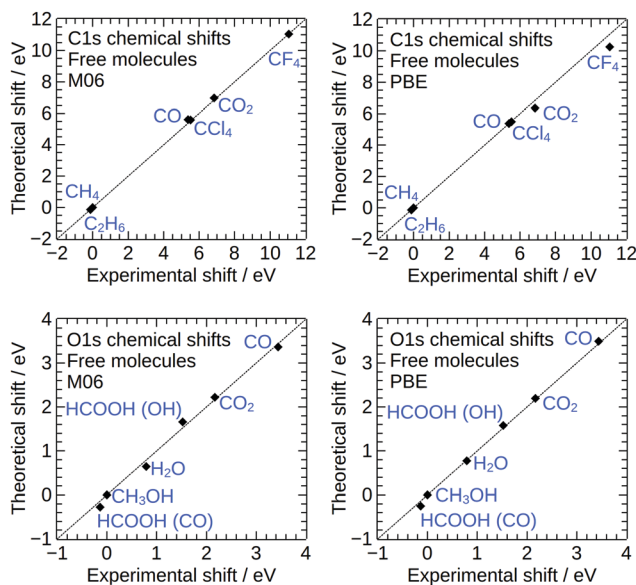 C1s chemical shifts
Free molecules
M06
CF₄
CO₂
CO
CCl₄
CH₄
C₂H₆
12
10
8
6
4
2
0
−2
−2 0 2 4 6 8 10 12
Theoretical shift / eV
Experimental shift / eV
C1s chemical shifts
Free molecules
PBE
CF₄
CO₂
CO
CCl₄
CH₄
C₂H₆
12
10
8
6
4
2
0
−2
−2 0 2 4 6 8 10 12
Theoretical shift / eV
Experimental shift / eV
O1s chemical shifts
Free molecules
M06
CO
CO₂
HCOOH (OH)
H₂O
CH₃OH
HCOOH (CO)
4
3
2
1
0
−1
−1 0 1 2 3 4
Theoretical shift / eV
Experimental shift / eV
O1s chemical shifts
Free molecules
PBE
CO
CO₂
HCOOH (OH)
H₂O
CH₃OH
HCOOH (CO)
4
3
2
1
0
−1
−1 0 1 2 3 4
Theoretical shift / eV
Experimental shift / eV